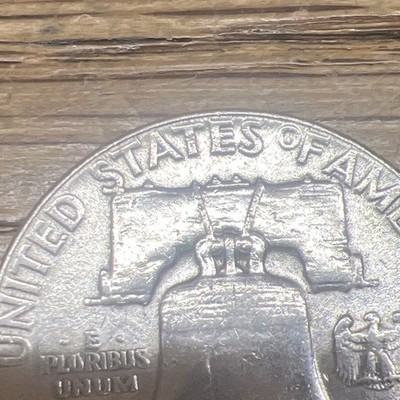 UNITED STATES OF AME
· E ·
PLURIBUS
UNUM